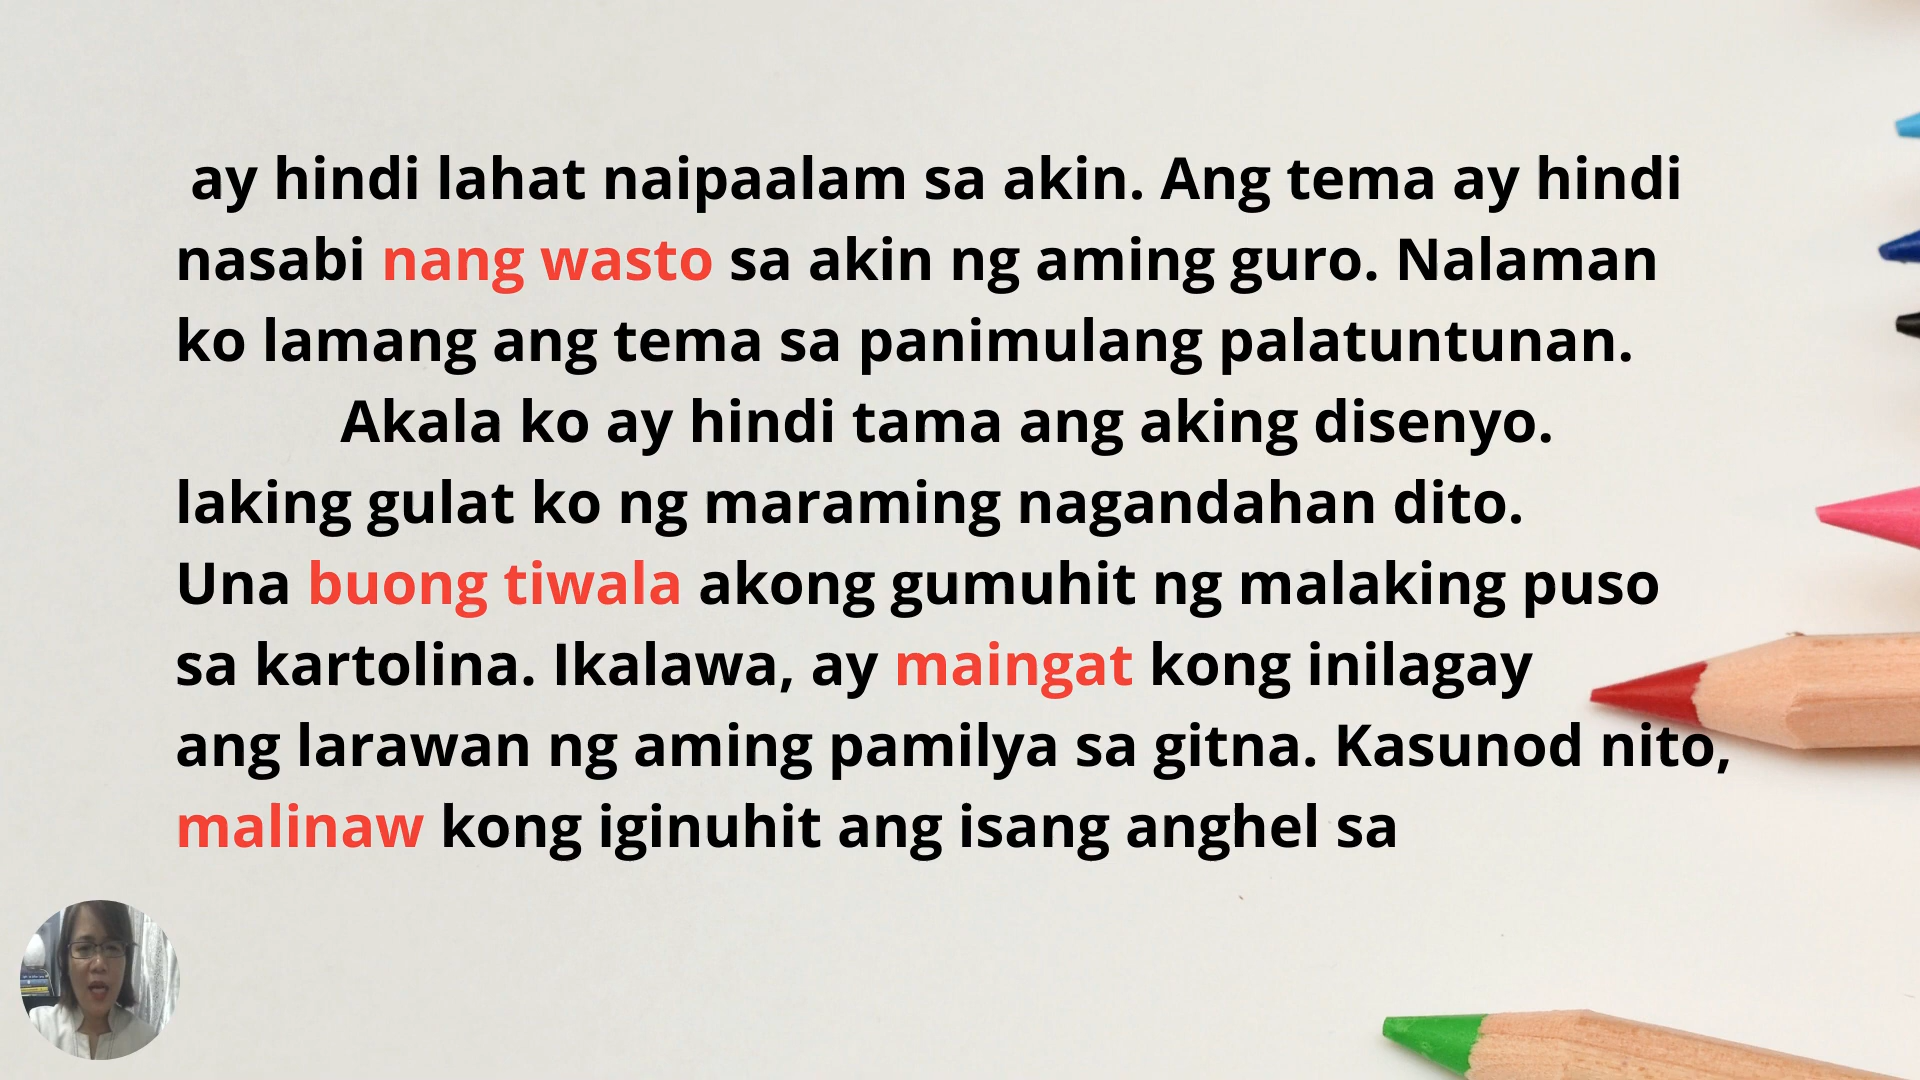 ay hindi lahat naipaalam sa akin. Ang tema ay hindi
nasabi nang wasto sa akin ng aming guro. Nalaman
ko lamang ang tema sa panimulang palatuntunan.
Akala ko ay hindi tama ang aking disenyo.
laking gulat ko ng maraming nagandahan dito.
Una buong tiwala akong gumuhit ng malaking puso
sa kartolina. Ikalawa, ay maingat kong inilagay
ang larawan ng aming pamilya sa gitna. Kasunod nito,
malinaw kong iginuhit ang isang anghel sa